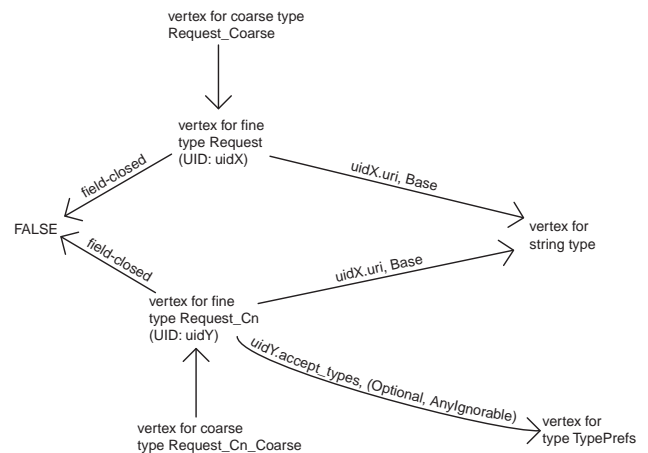 vertex for coarse type
Request_Coarse
vertex for fine
type Request
(UID: uidX)
field-closed
uidX.uri, Base
FALSE
vertex for
string type
field-closed
uidX.uri, Base
vertex for fine
type Request_Cn
(UID: uidY)
uidY.accept_types, (Optional, AnyIgnorable)
vertex for coarse
type Request_Cn_Coarse
vertex for
type TypePrefs